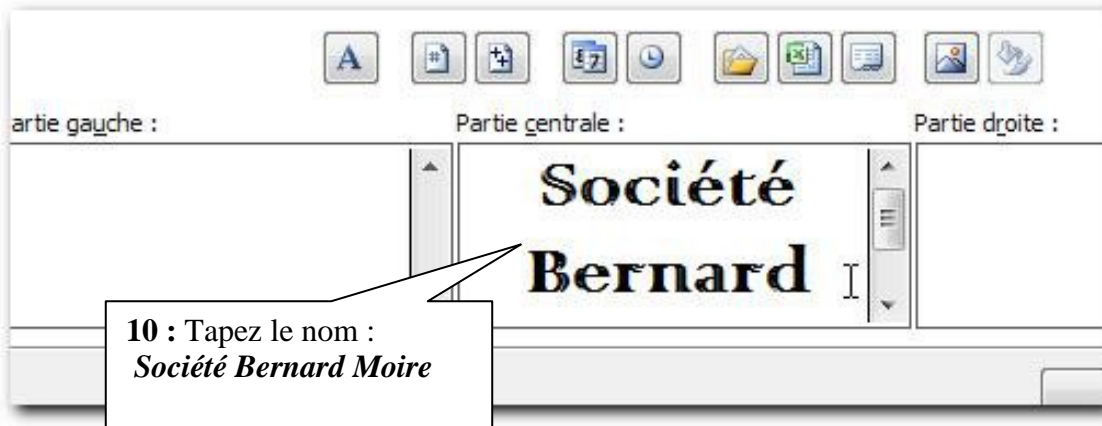 A
artie gauche :
Partie centrale :
Partie droite :
Société
Bernard
10 : Tapez le nom :
Société Bernard Moire